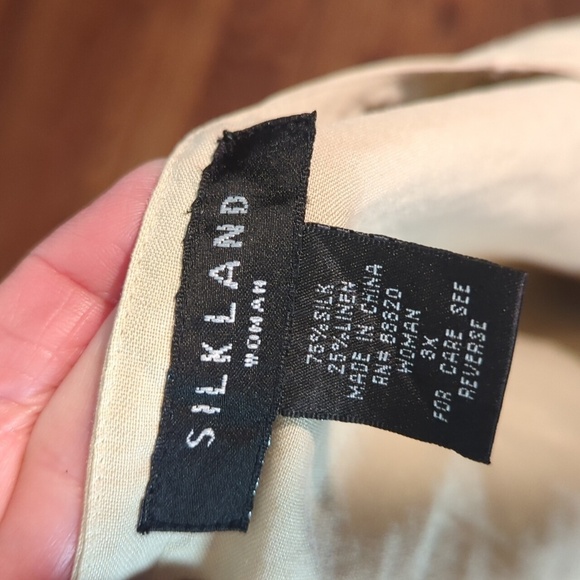 SILKLAND
WOMAN
75%SILK
25%LINEN
MADE IN CHINA
RN# 88820
WOMAN
3X
FOR CARE SEE
REVERSE